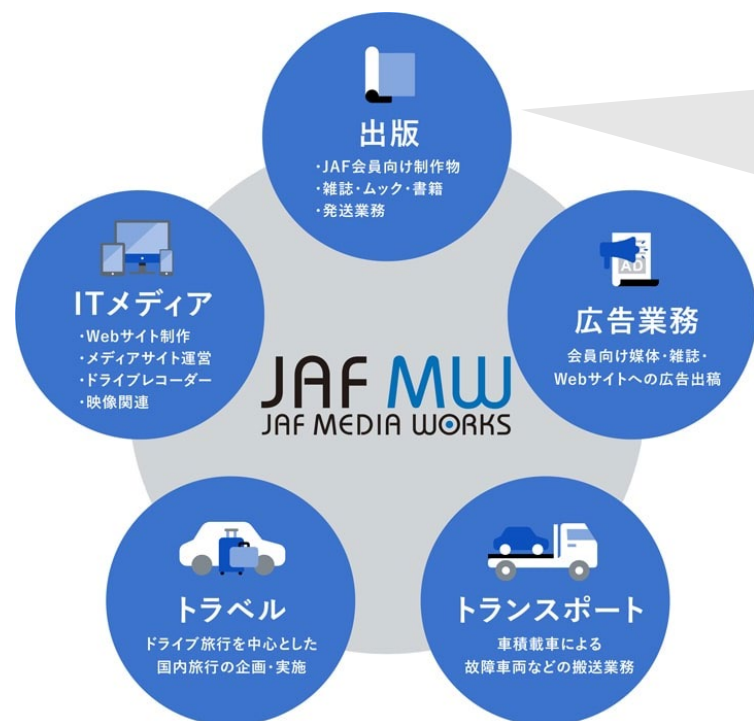 出版
・JAF会員向け制作物
・雑誌・ムック・書籍
・発送業務
ITメディア
・Webサイト制作
・メディアサイト運営
・ドライブレコーダー
・映像関連
AD
広告業務
会員向け媒体・雑誌・
Webサイトへの広告出稿
JAF MW
JAF MEDIA WORKS
トラベル
ドライブ旅行を中心とした
国内旅行の企画・実施
トランスポート
車積載車による
故障車両などの搬送業務